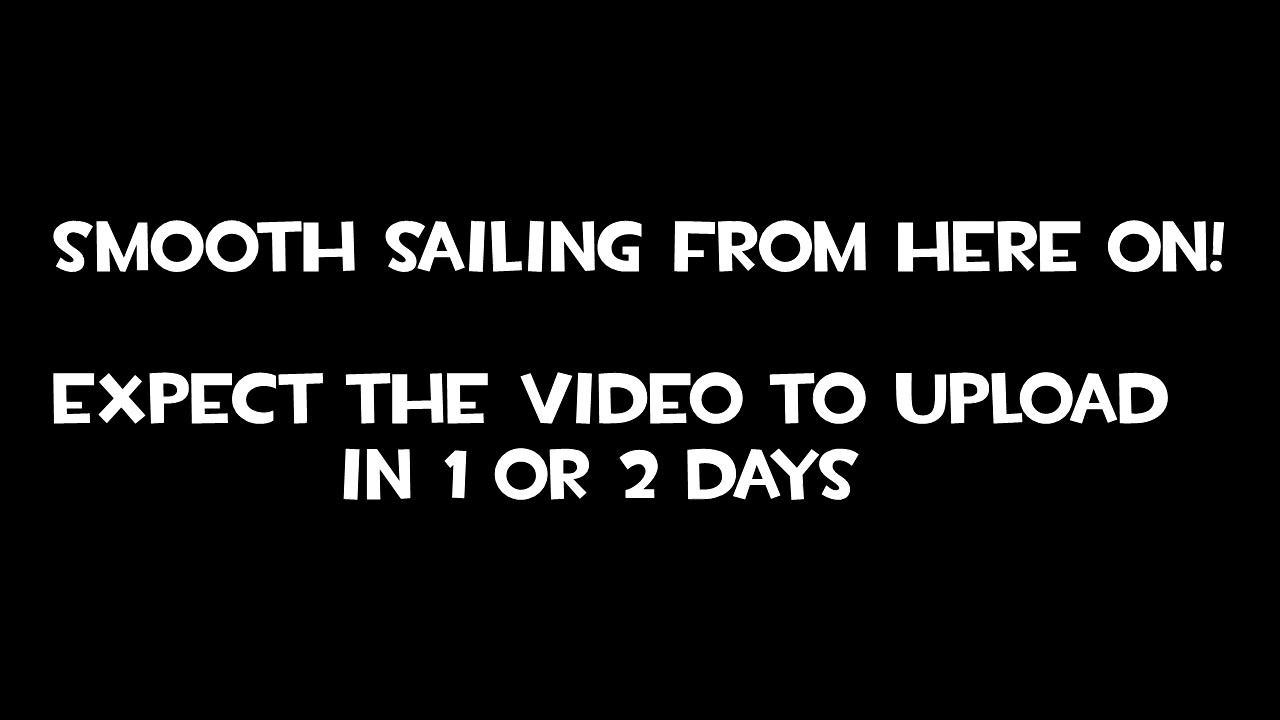 SMOOTH SAILING FROM HERE ON!
EXPECT THE VIDEO TO UPLOAD
IN 1 OR 2 DAYS